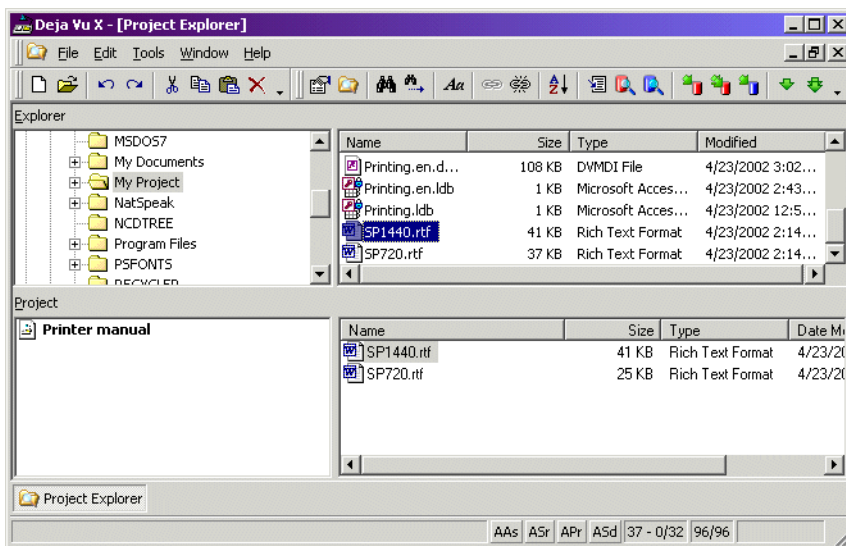 Deja Vu X - [Project Explorer]
File Edit Tools Window Help
Aa
Explorer
MSDOS7
My Documents
My Project
NatSpeak
NCDTREE
Program Files
PSFONTS
RECYCLED
Name Size Type Modified
Printing.en.d... 108 KB DVMDI File 4/23/2002 3:02...
Printing.en.ldb 1 KB Microsoft Acces... 4/23/2002 2:43...
Printing.ldb 1 KB Microsoft Acces... 4/23/2002 12:5...
SP1440.rtf 41 KB Rich Text Format 4/23/2002 2:14...
SP720.rtf 37 KB Rich Text Format 4/23/2002 2:14...
Project
Printer manual
Name Size Type Date Mo
SP1440.rtf 41 KB Rich Text Format 4/23/20
SP720.rtf 25 KB Rich Text Format 4/23/20
Project Explorer
AAs ASr APr ASd 37 - 0/32 96/96